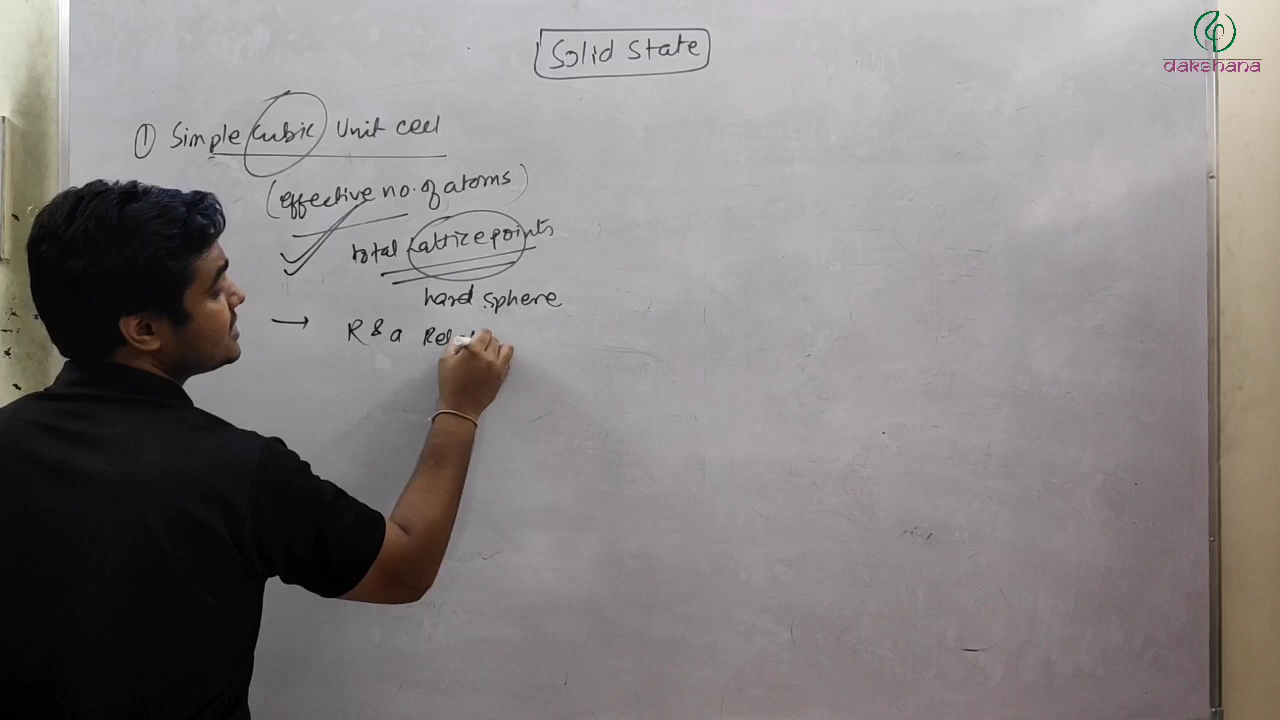 Solid State
dakshana
① Simple Cubic Unit cell
(effective no. of atoms)
total Lattice points
hard sphere
→ R & a